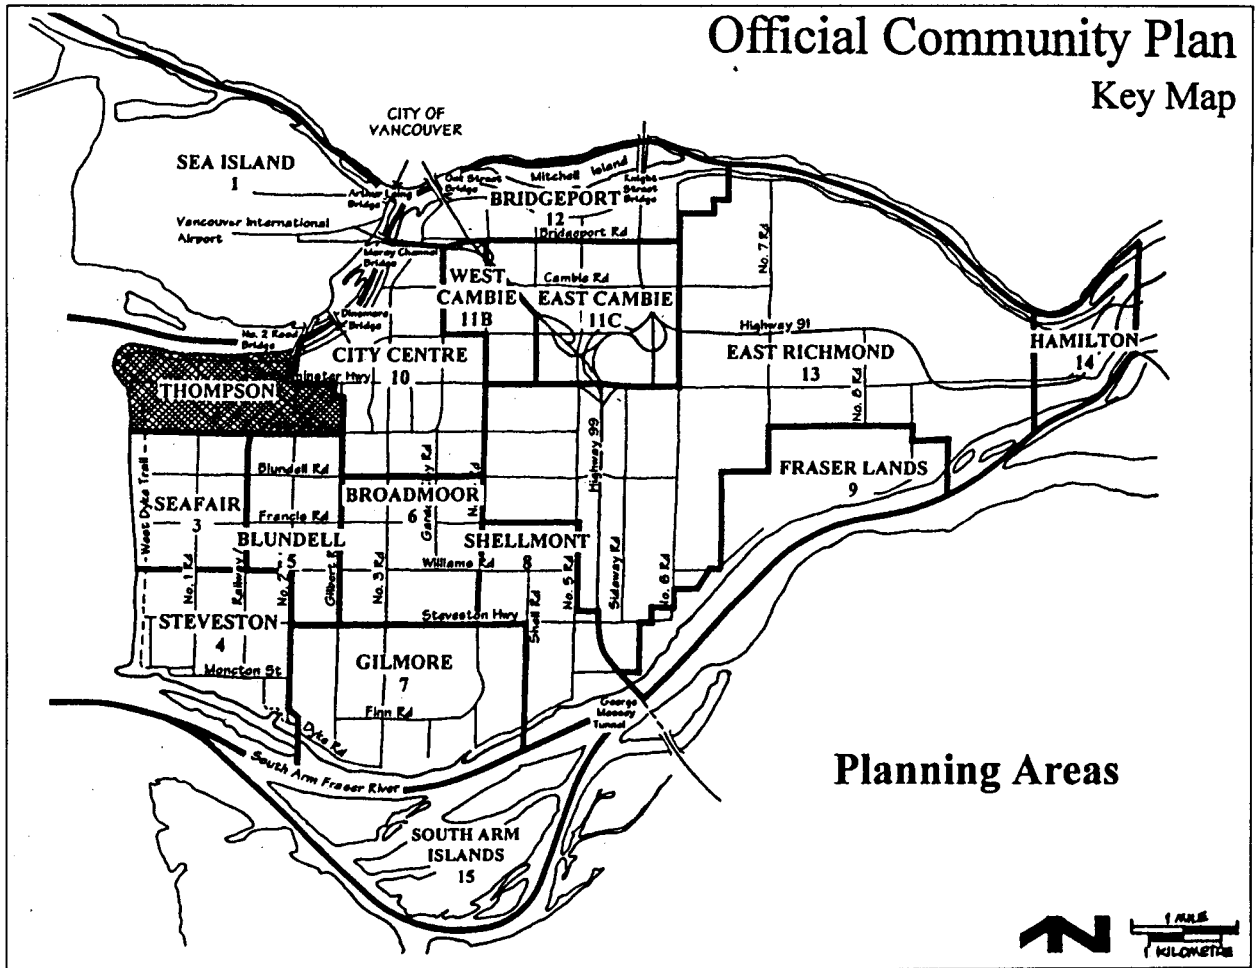 Official Community Plan
Key Map
CITY OF
VANCOUVER
SEA ISLAND
1
Arthur Laing
Bridge
Oak Street
Bridge
Mitchell Island
Knight
Street
Bridge
BRIDGEPORT
12
Bridgeport Rd
Vancouver International
Airport
Moray Channel
Bridge
No. 7 Rd
WEST
CAMBIE
11B
Cambie Rd
EAST CAMBIE
11C
Dinsmore
Bridge
No. 2 Road
Bridge
Highway 91
CITY CENTRE
10
EAST RICHMOND
13
HAMILTON
14
THOMPSON
minster Hwy
No. 8 Rd
Highway 99
West Dyke Trail
Blundell Rd
FRASER LANDS
9
SEAFAIR
3
BROADMOOR
6
Francis Rd
BLUNDELL
5
SHELLMONT
8
Williams Rd
No. 1 Rd
Railway
No. 2
Gilbert R
No. 3 Rd
No. 5 Rd
Sidaway Rd
No. 6 Rd
Shell Rd
STEVESTON
4
Steveston Hwy
Moncton St
GILMORE
7
Finn Rd
Dyke Rd
George
Massey
Tunnel
South Arm Fraser River
Planning Areas
SOUTH ARM
ISLANDS
15
N
1 MILE
1 KILOMETRE